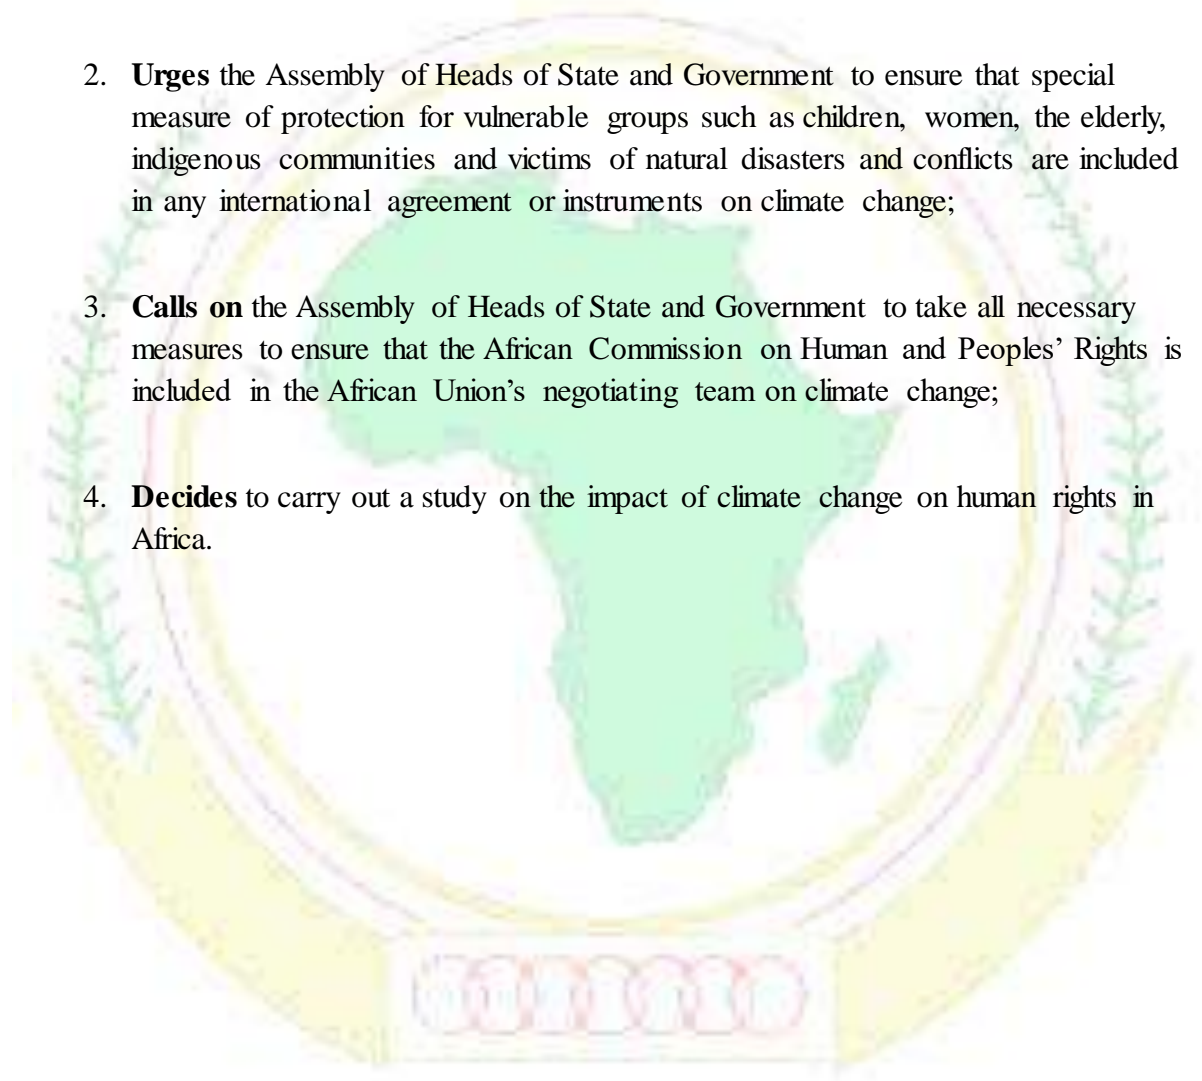 2. Urges the Assembly of Heads of State and Government to ensure that special
measure of protection for vulnerable groups such as children, women, the elderly,
indigenous communities and victims of natural disasters and conflicts are included
in any international agreement or instruments on climate change;
3. Calls on the Assembly of Heads of State and Government to take all necessary
measures to ensure that the African Commission on Human and Peoples’ Rights is
included in the African Union’s negotiating team on climate change;
4. Decides to carry out a study on the impact of climate change on human rights in
Africa.